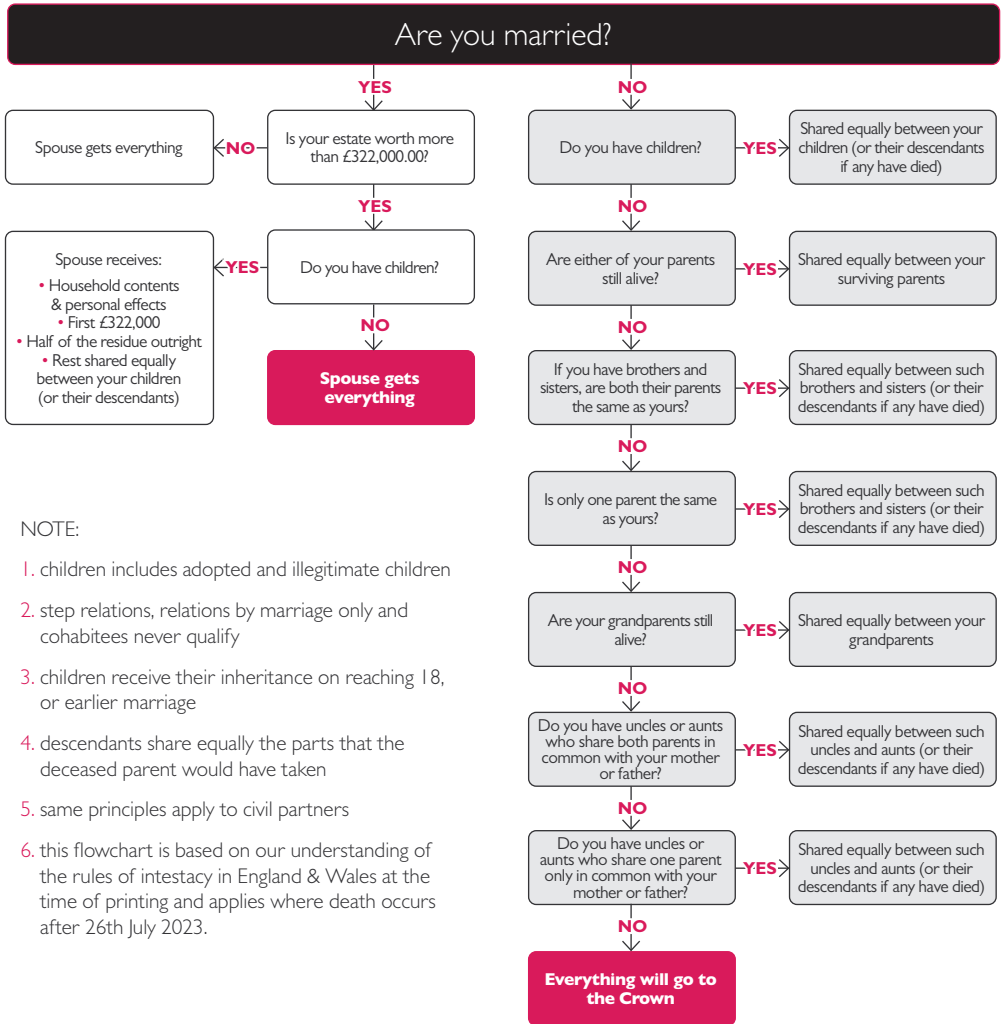 Are you married?
YES
NO
Spouse gets everything
NO
Is your estate worth more
than £322,000.00?
Do you have children?
YES
Shared equally between your
children (or their descendants
if any have died)
YES
NO
Spouse receives:
• Household contents
& personal effects
• First £322,000
• Half of the residue outright
• Rest shared equally
between your children
(or their descendants)
YES
Do you have children?
Are either of your parents
still alive?
YES
Shared equally between your
surviving parents
NO
NO
Spouse gets
everything
If you have brothers and
sisters, are both their parents
the same as yours?
YES
Shared equally between such
brothers and sisters (or their
descendants if any have died)
NO
Is only one parent the same
as yours?
YES
Shared equally between such
brothers and sisters (or their
descendants if any have died)
NO
Are your grandparents still
alive?
YES
Shared equally between your
grandparents
NO
Do you have uncles or aunts
who share both parents in
common with your mother
or father?
YES
Shared equally between such
uncles and aunts (or their
descendants if any have died)
NO
Do you have uncles or
aunts who share one parent
only in common with your
mother or father?
YES
Shared equally between such
uncles and aunts (or their
descendants if any have died)
NO
Everything will go to
the Crown
NOTE:
1. children includes adopted and illegitimate children
2. step relations, relations by marriage only and
cohabitees never qualify
3. children receive their inheritance on reaching 18,
or earlier marriage
4. descendants share equally the parts that the
deceased parent would have taken
5. same principles apply to civil partners
6. this flowchart is based on our understanding of
the rules of intestacy in England & Wales at the
time of printing and applies where death occurs
after 26th July 2023.